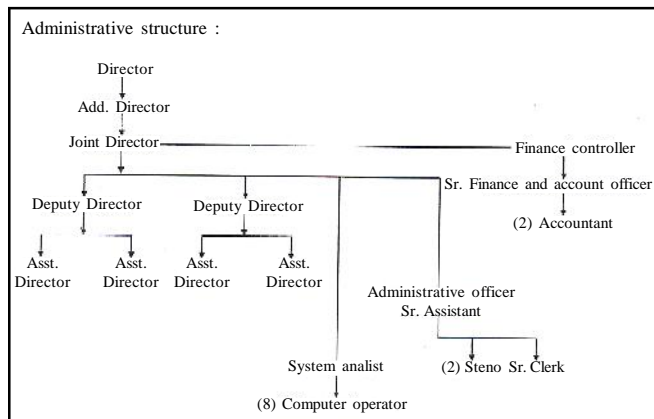 Administrative structure :
Director
Add. Director
Joint Director
Finance controller
Sr. Finance and account officer
(2) Accountant
Deputy Director
Deputy Director
Asst.
Director
Asst.
Director
Asst.
Director
Asst.
Director
Administrative officer
Sr. Assistant
(2) Steno Sr. Clerk
System analist
(8) Computer operator